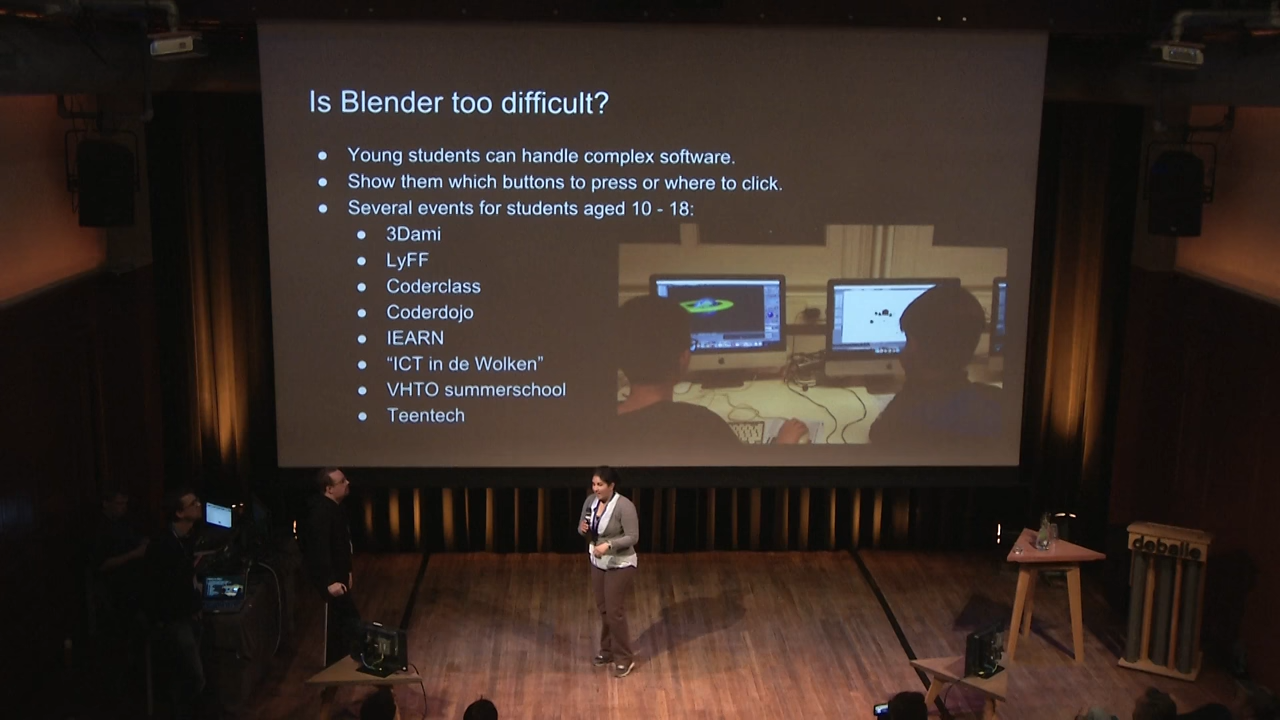 Is Blender too difficult?
● Young students can handle complex software.
● Show them which buttons to press or where to click.
● Several events for students aged 10 - 18:
● 3Dami
● LyFF
● Coderclass
● Coderdojo
● IEARN
● “ICT in de Wolken”
● VHTO summerschool
● Teentech
deballe